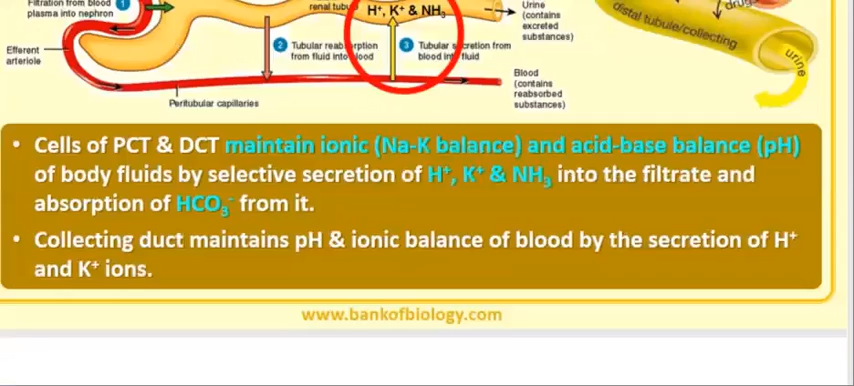 Filtration from blood 1
plasma into nephron
renal tubu
H⁺, K⁺ & NH₃
Urine
(contains
excreted
substances)
drugs
distal tubule/collecting
Efferent
arteriole
2 Tubular reabsorption
from fluid into blood
3 Tubular secretion from
blood into fluid
urine
Blood
(contains
reabsorbed
substances)
Peritubular capillaries
• Cells of PCT & DCT maintain ionic (Na-K balance) and acid-base balance (pH)
of body fluids by selective secretion of H⁺, K⁺ & NH₃ into the filtrate and
absorption of HCO₃⁻ from it.
• Collecting duct maintains pH & ionic balance of blood by the secretion of H⁺
and K⁺ ions.
www.bankofbiology.com